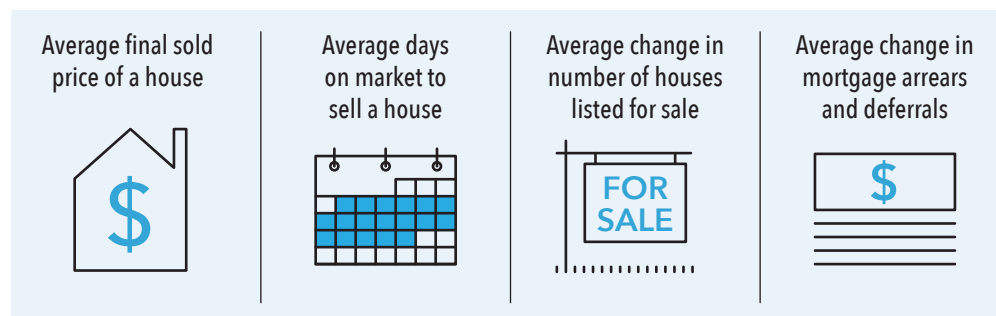 Average final sold
price of a house
$
Average days
on market to
sell a house
Average change in
number of houses
listed for sale
FOR
SALE
Average change in
mortgage arrears
and deferrals
$